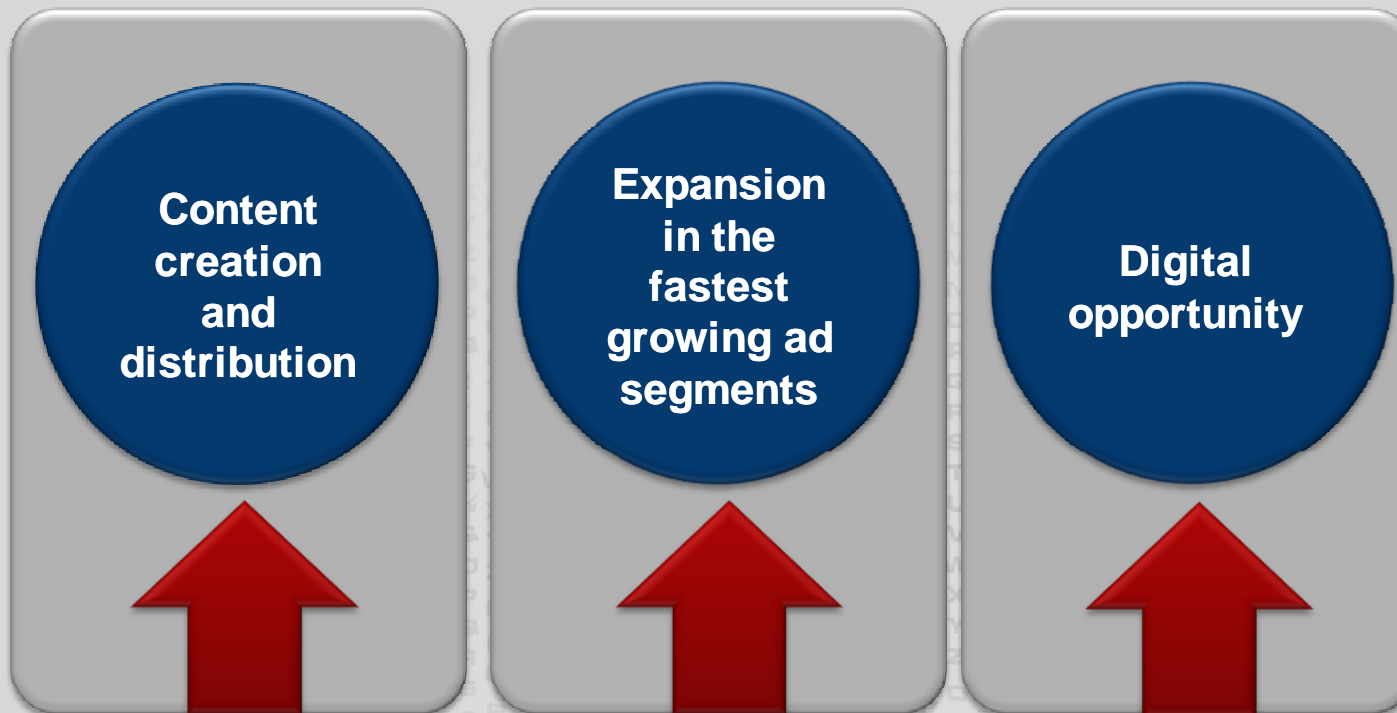 Content
creation
and
distribution
Expansion
in the
fastest
growing ad
segments
Digital
opportunity